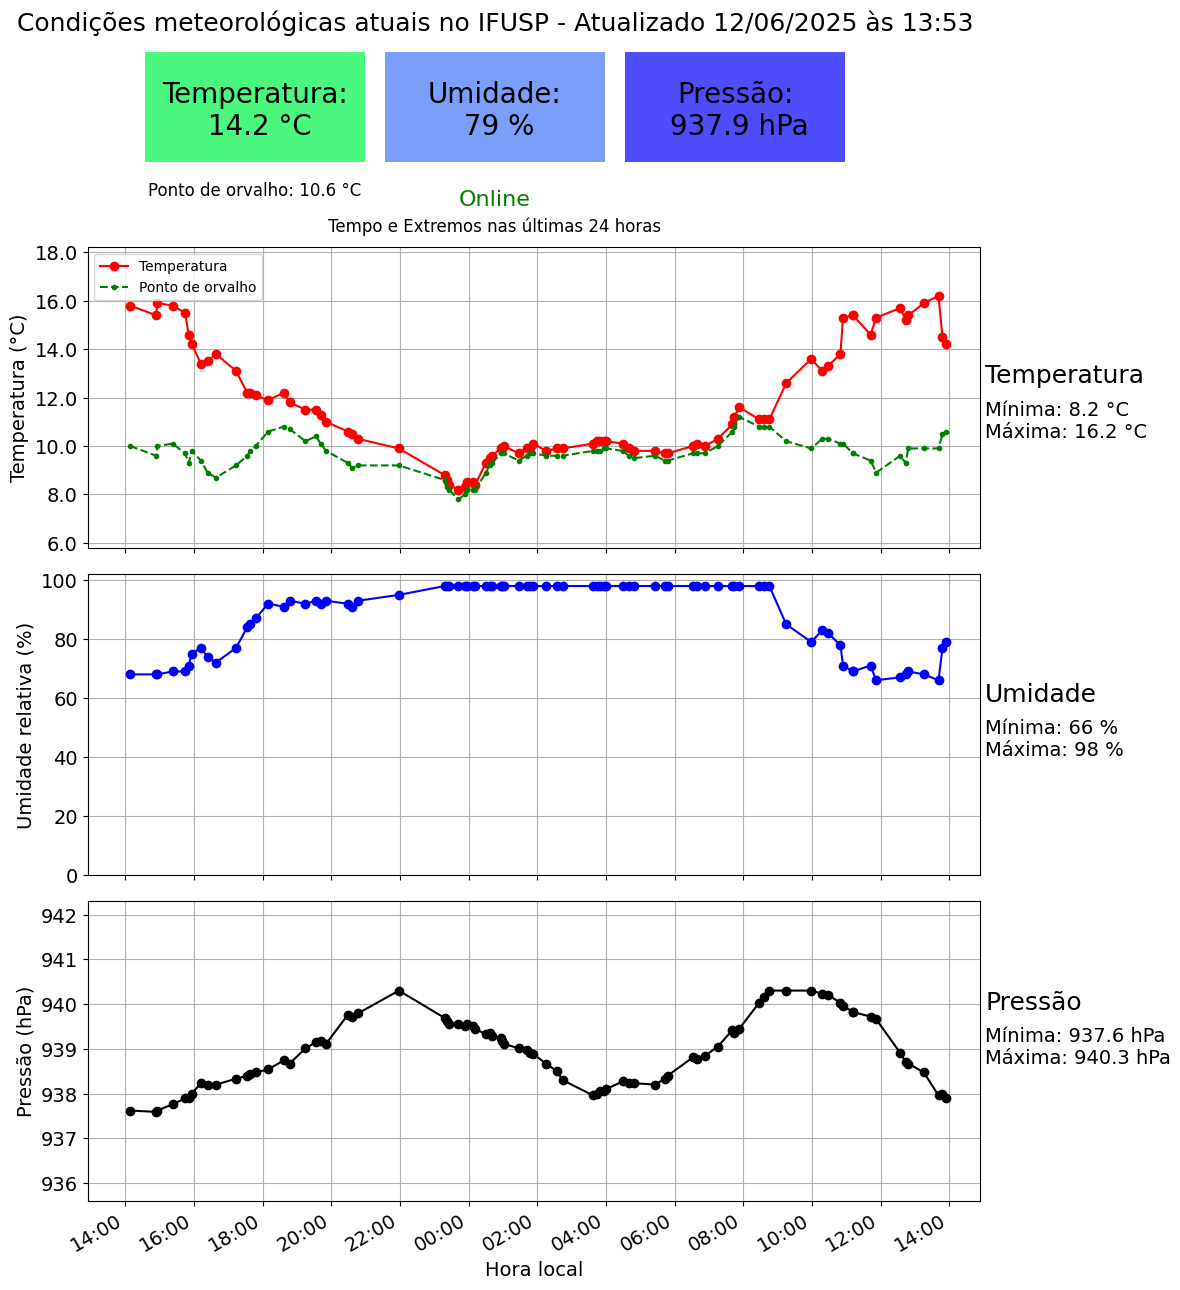 Condições meteorológicas atuais no IFUSP - Atualizado 12/06/2025 às 13:53
Temperatura:
14.2 °C
Umidade:
79 %
Pressão:
937.9 hPa
Ponto de orvalho: 10.6 °C
Online
Tempo e Extremos nas últimas 24 horas
Temperatura (°C)
18.0
16.0
14.0
12.0
10.0
8.0
6.0
Temperatura
Ponto de orvalho
Temperatura
Mínima: 8.2 °C
Máxima: 16.2 °C
Umidade relativa (%)
100
80
60
40
20
0
Umidade
Mínima: 66 %
Máxima: 98 %
Pressão (hPa)
942
941
940
939
938
937
936
Pressão
Mínima: 937.6 hPa
Máxima: 940.3 hPa
14:00 16:00 18:00 20:00 22:00 00:00 02:00 04:00 06:00 08:00 10:00 12:00 14:00
Hora local